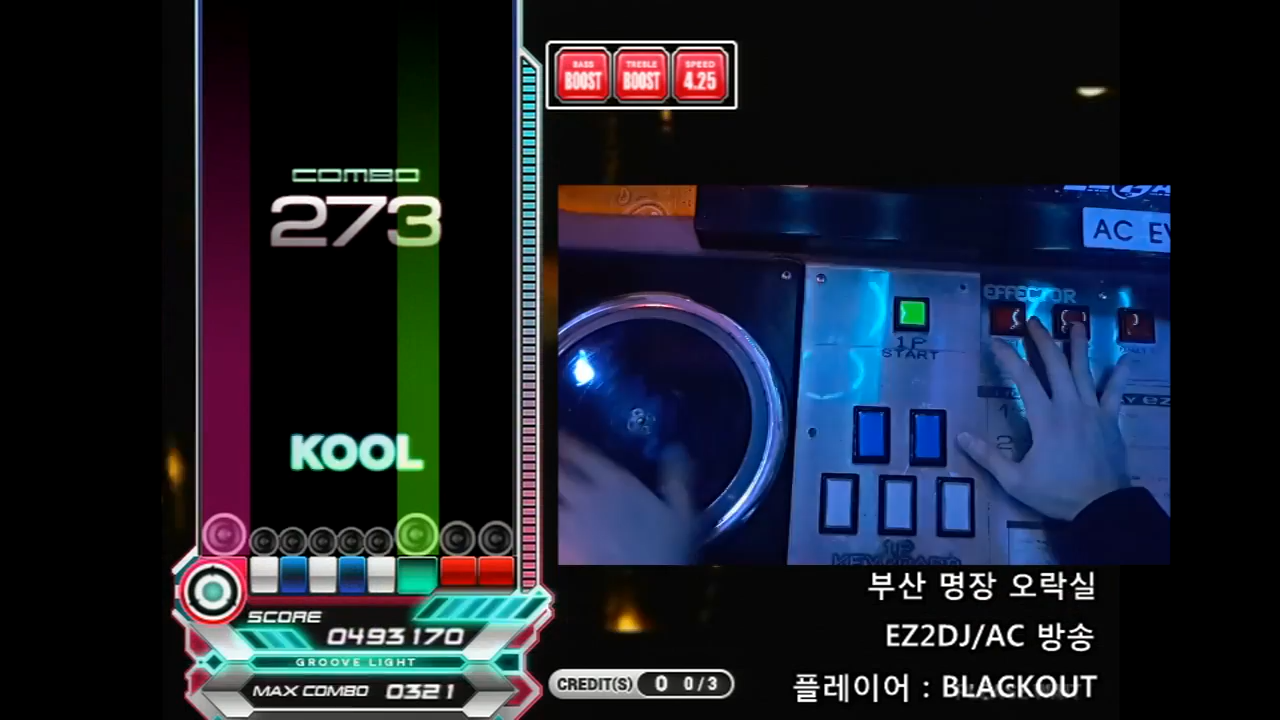 BASS BOOST
TREBLE BOOST
SPEED 4.25
COMBO
273
KOOL
SCORE
0493170
GROOVE LIGHT
MAX COMBO 0321
CREDIT(S) 0 0/3
AC EV
EFFECTOR
1P
START
1P
부산 명장 오락실
EZ2DJ/AC 방송
플레이어 : BLACKOUT